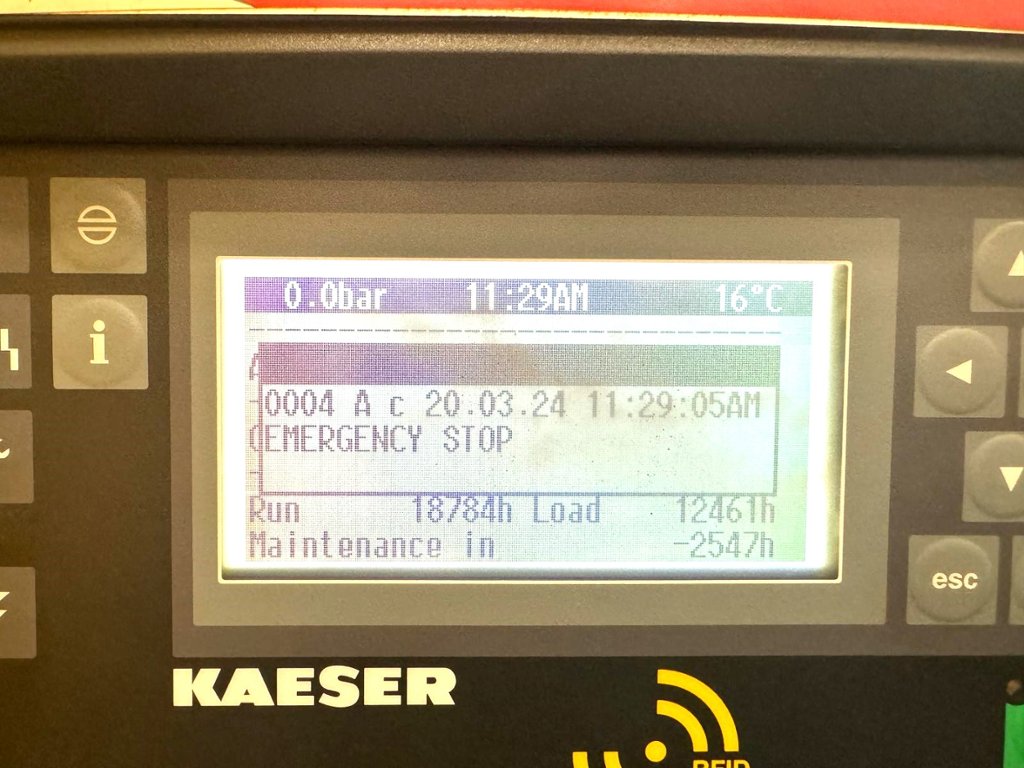 0.0bar 11:29AM 16°C
0004 A c 20.03.24 11:29:05AM
EMERGENCY STOP
Run 18784h Load 12461h
Maintenance in -2547h
i
esc
KAESER
RFID